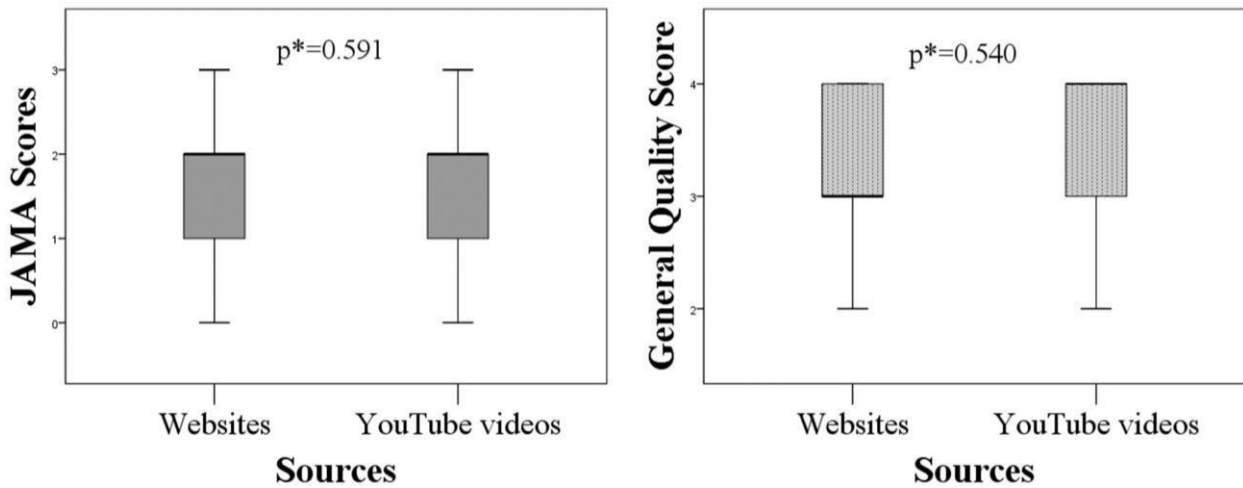 JAMA Scores
p*=0.591
3
2
1
0
Websites YouTube videos
Sources
General Quality Score
p*=0.540
4
3
2
Websites YouTube videos
Sources